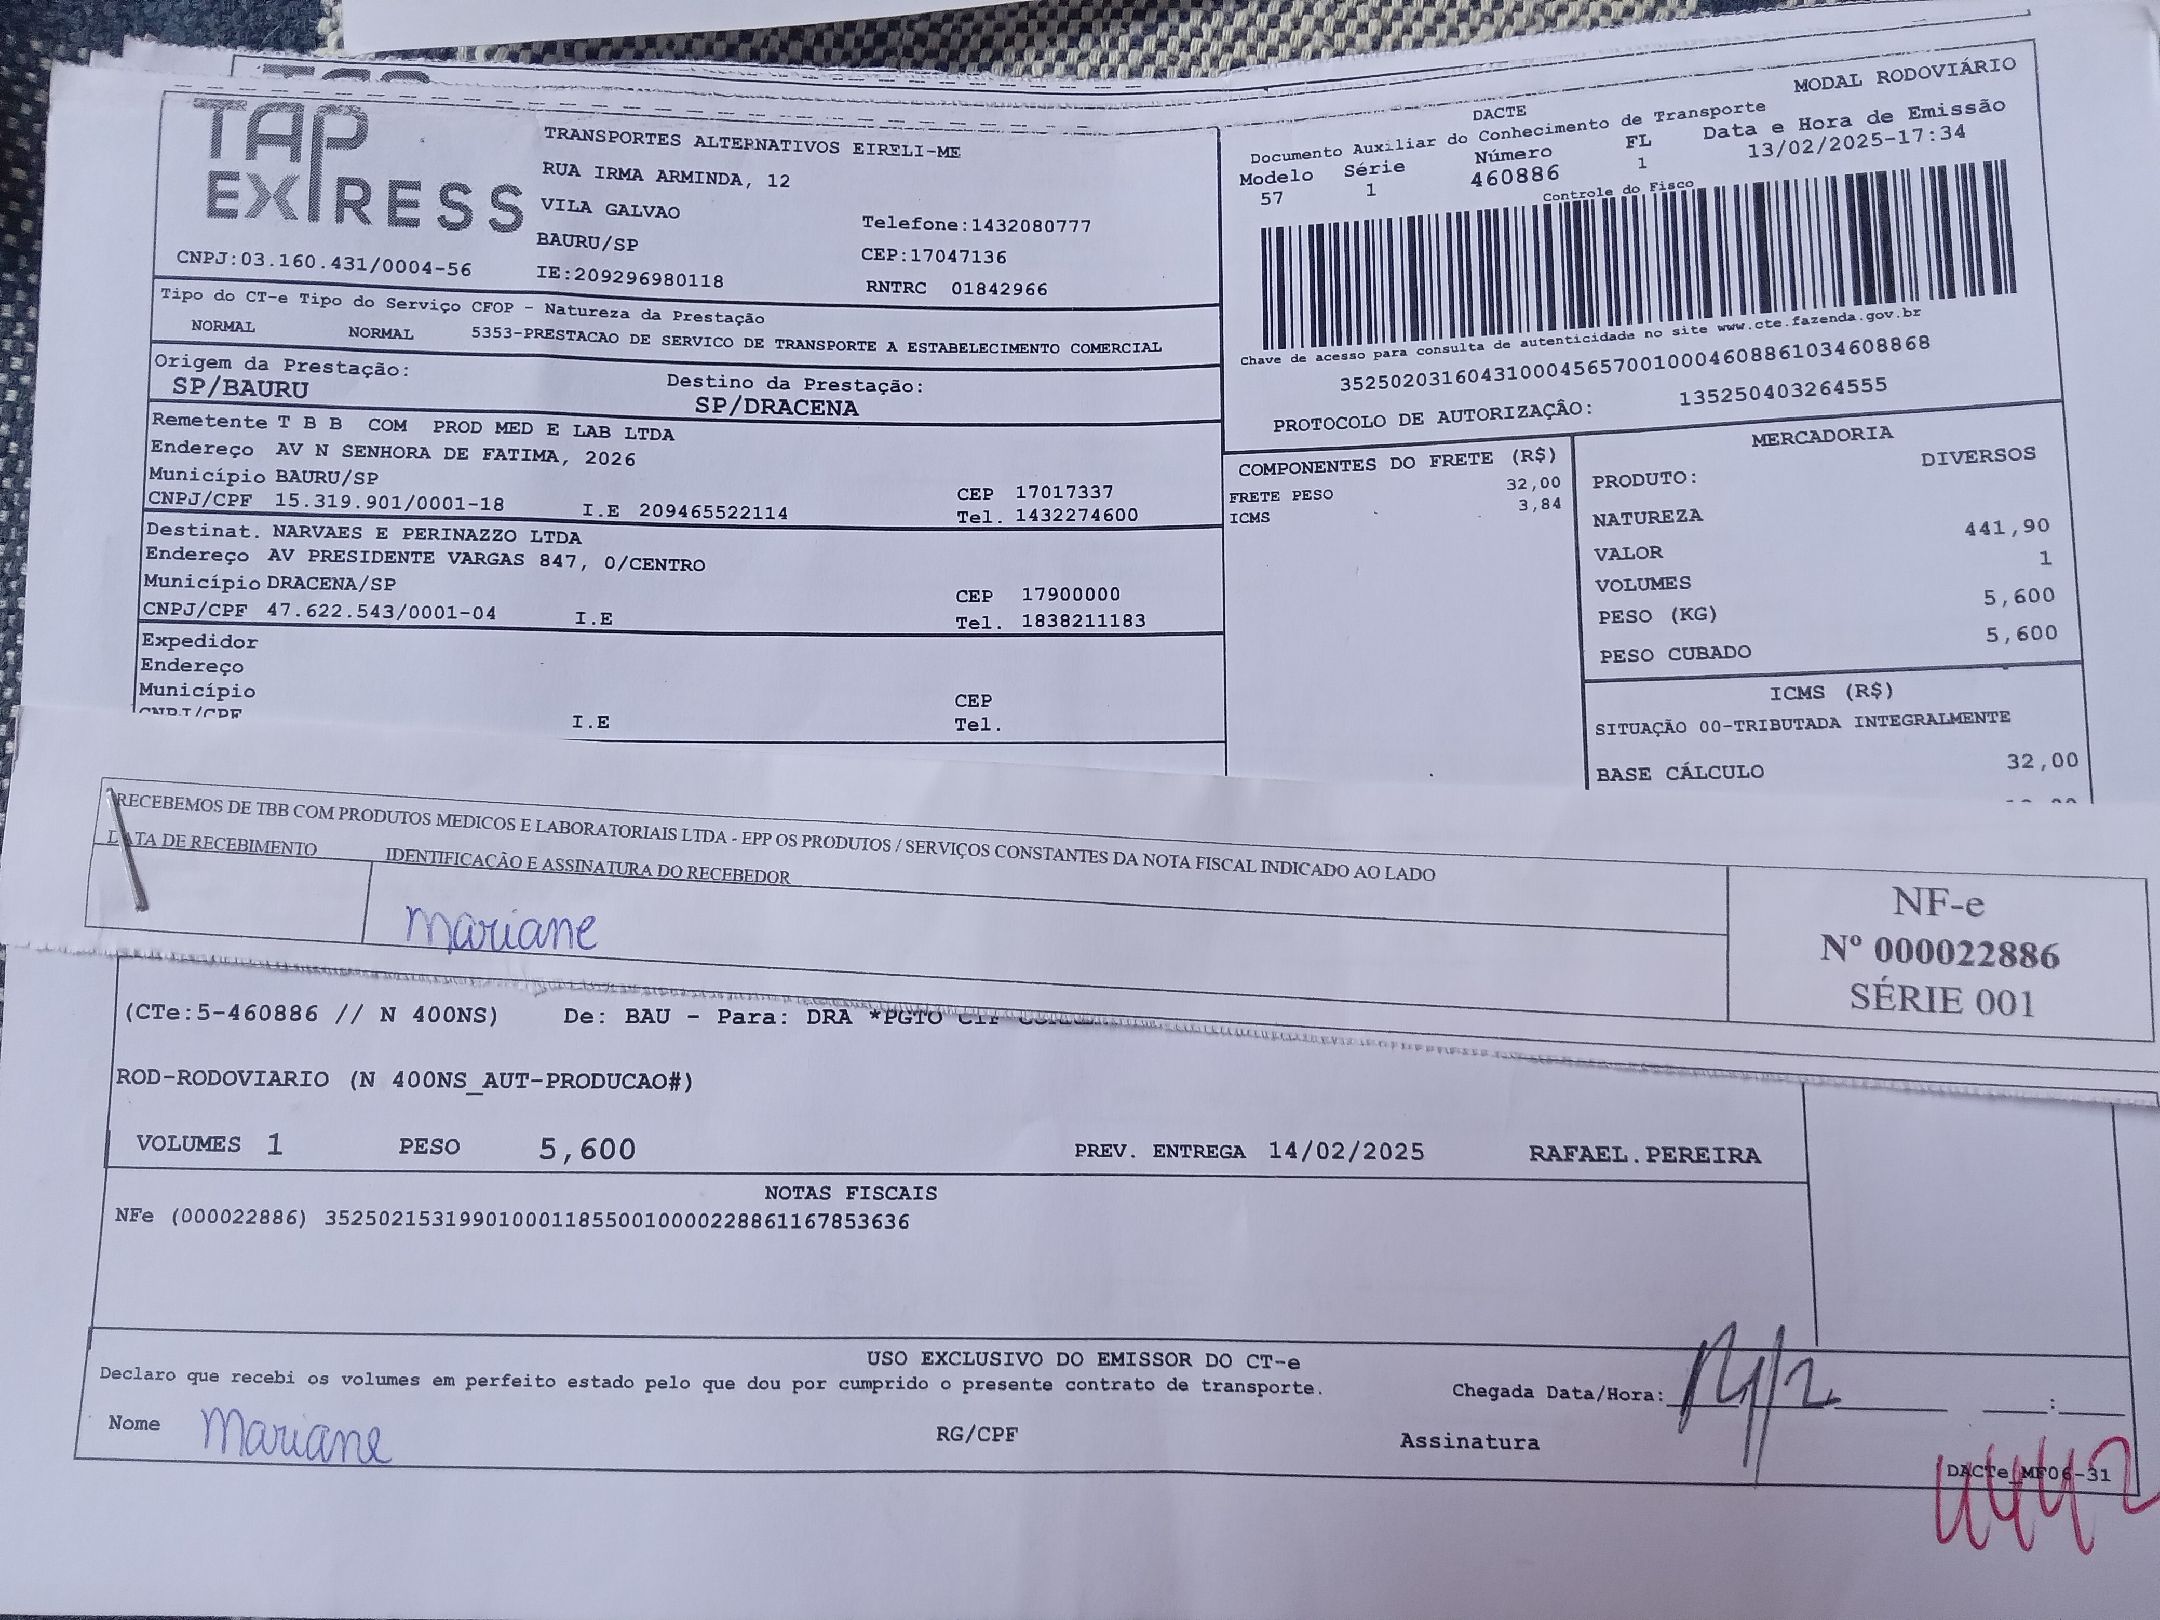 TAP
EXPRESS
CNPJ:03.160.431/0004-56
TRANSPORTES ALTERNATIVOS EIRELI-ME
RUA IRMA ARMINDA, 12
VILA GALVAO
BAURU/SP
IE:209296980118
Telefone:1432080777
CEP:17047136
RNTRC 01842966
MODAL RODOVIÁRIO
DACTE
Documento Auxiliar do Conhecimento de Transporte
Modelo Série Número FL Data e Hora de Emissão
57 1 460886 1 13/02/2025-17:34
Controle do Fisco
Chave de acesso para consulta de autenticidade no site www.cte.fazenda.gov.br
35250203160431000456570010004608861034608868
PROTOCOLO DE AUTORIZAÇÃO: 135250403264555
Tipo do CT-e Tipo do Serviço CFOP - Natureza da Prestação
NORMAL NORMAL 5353-PRESTACAO DE SERVICO DE TRANSPORTE A ESTABELECIMENTO COMERCIAL
Origem da Prestação: Destino da Prestação:
SP/BAURU SP/DRACENA
Remetente T B B COM PROD MED E LAB LTDA
Endereço AV N SENHORA DE FATIMA, 2026
Município BAURU/SP CEP 17017337
CNPJ/CPF 15.319.901/0001-18 I.E 209465522114 Tel. 1432274600
Destinat. NARVAES E PERINAZZO LTDA
Endereço AV PRESIDENTE VARGAS 847, 0/CENTRO
Município DRACENA/SP CEP 17900000
CNPJ/CPF 47.622.543/0001-04 I.E Tel. 1838211183
Expedidor
Endereço
Município CEP
CNPJ/CPF I.E Tel.
COMPONENTES DO FRETE (R$)
FRETE PESO 32,00
ICMS 3,84
MERCADORIA
PRODUTO: DIVERSOS
NATUREZA
VALOR 441,90
VOLUMES 1
PESO (KG) 5,600
PESO CUBADO 5,600
ICMS (R$)
SITUAÇÃO 00-TRIBUTADA INTEGRALMENTE
BASE CÁLCULO 32,00
RECEBEMOS DE TBB COM PRODUTOS MEDICOS E LABORATORIAIS LTDA - EPP OS PRODUTOS / SERVIÇOS CONSTANTES DA NOTA FISCAL INDICADO AO LADO
DATA DE RECEBIMENTO IDENTIFICAÇÃO E ASSINATURA DO RECEBEDOR
Mariane
NF-e
Nº 000022886
SÉRIE 001
(CTe:5-460886 // N 400NS) De: BAU - Para: DRA *PGTO CIF
ROD-RODOVIARIO (N 400NS_AUT-PRODUCAO#)
VOLUMES 1 PESO 5,600 PREV. ENTREGA 14/02/2025 RAFAEL.PEREIRA
NOTAS FISCAIS
NFe (000022886) 35250215319901000118550010000228861167853636
USO EXCLUSIVO DO EMISSOR DO CT-e
Declaro que recebi os volumes em perfeito estado pelo que dou por cumprido o presente contrato de transporte. Chegada Data/Hora: 14/2 :
Nome Mariane RG/CPF Assinatura
DACTe_MF06-31